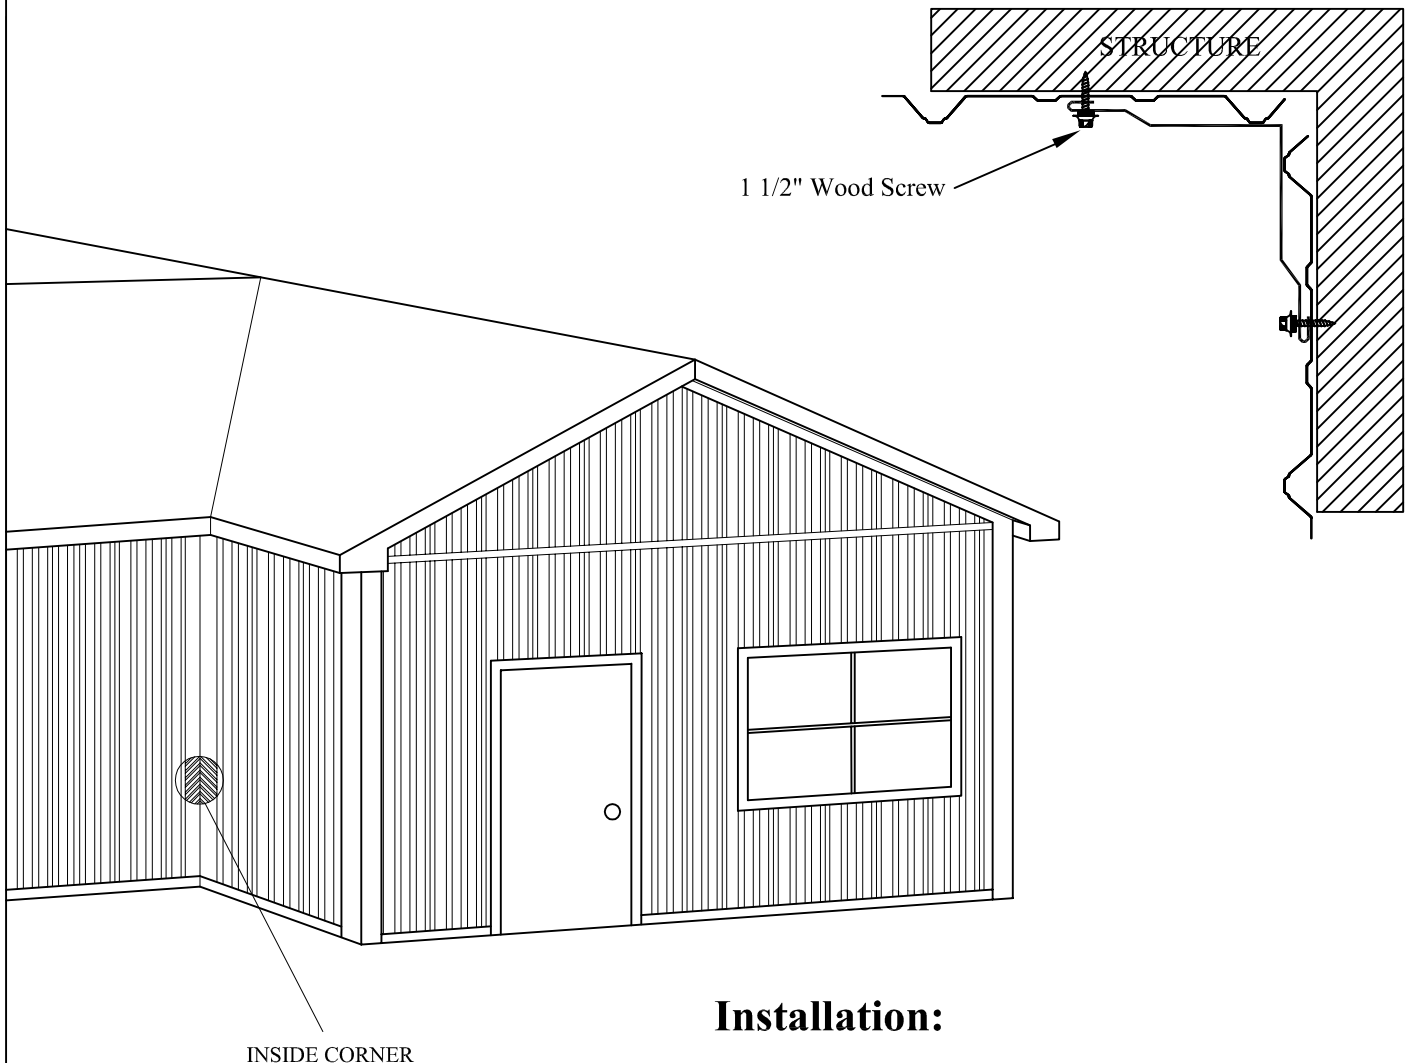 STRUCTURE
1 1/2" Wood Screw
Installation:
INSIDE CORNER